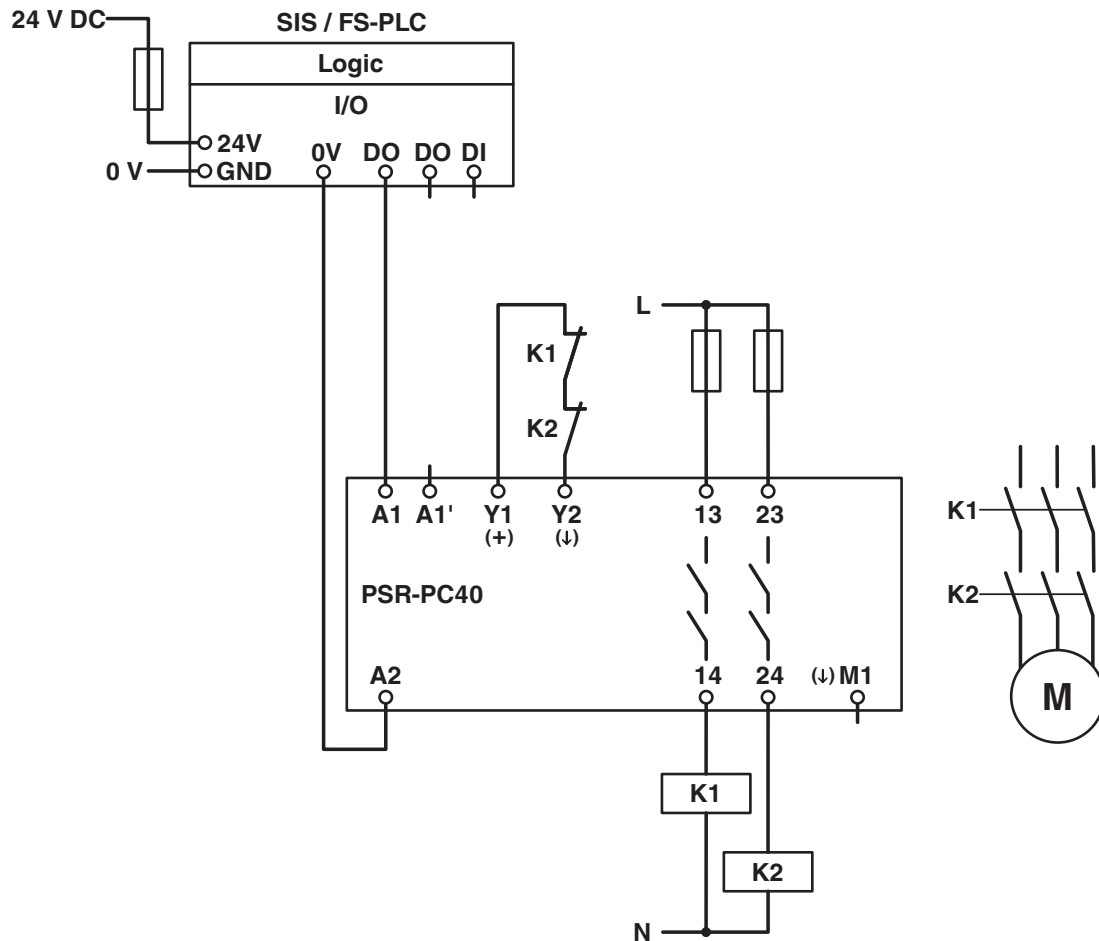 24 V DC
SIS / FS-PLC
Logic
I/O
24V
0V DO DO DI
0 V
GND
L
K1
K2
A1 A1' Y1 Y2 13 23
(+) (↓)
K1
PSR-PC40
K2
A2 14 24 (↓) M1
M
K1
K2
N